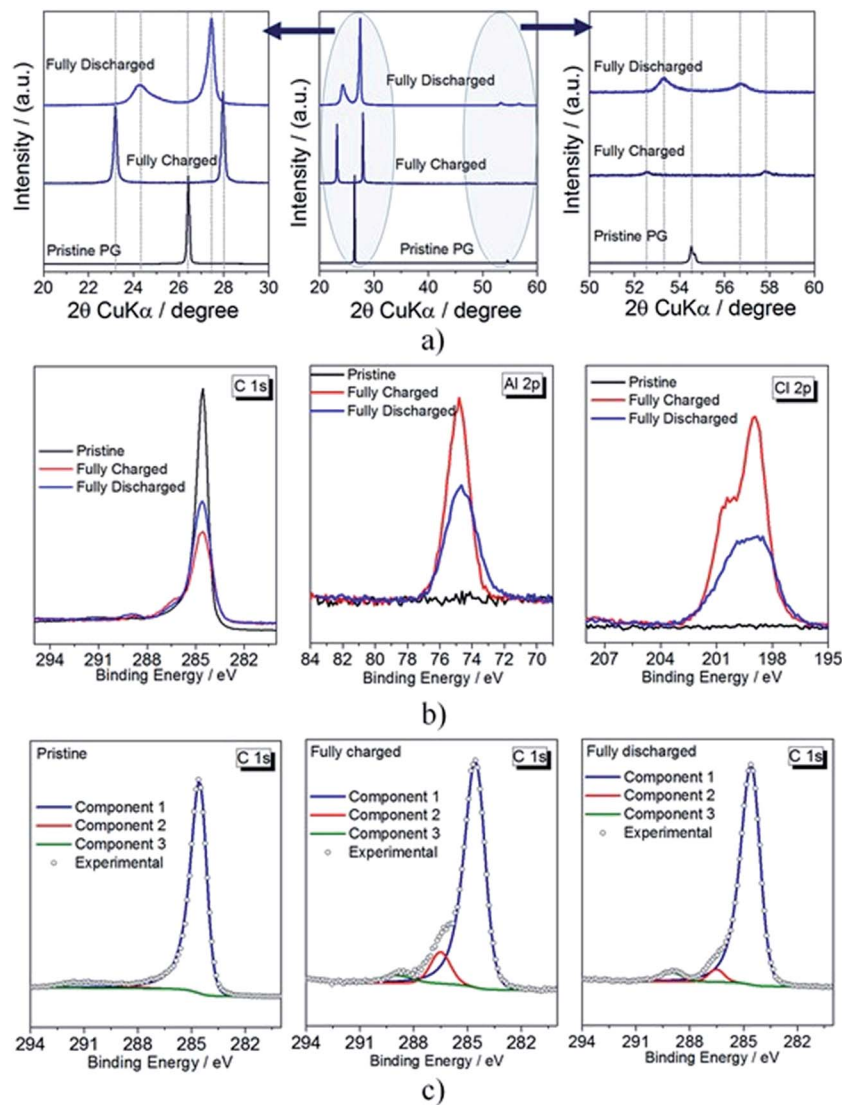 Intensity / (a.u.)
Fully Discharged
Fully Charged
Pristine PG
20 22 24 26 28 30
2θ CuKα / degree
Intensity / (a.u.)
Fully Discharged
Fully Charged
Pristine PG
20 30 40 50 60
2θ CuKα / degree
Intensity / (a.u.)
Fully Discharged
Fully Charged
Pristine PG
50 52 54 56 58 60
2θ CuKα / degree
a)
C 1s
Pristine
Fully Charged
Fully Discharged
294 291 288 284 280
Binding Energy / eV
Al 2p
Pristine
Fully Charged
Fully Discharged
84 82 80 78 76 74 72 70
Binding Energy / eV
Cl 2p
Pristine
Fully Charged
Fully Discharged
207 204 201 198 195
Binding Energy / eV
b)
Pristine
C 1s
Component 1
Component 2
Component 3
Experimental
294 291 288 285 282
Binding Energy / eV
Fully charged
C 1s
Component 1
Component 2
Component 3
Experimental
294 291 288 285 282
Binding Energy / eV
Fully discharged
C 1s
Component 1
Component 2
Component 3
Experimental
294 291 288 285 282
Binding Energy / eV
c)